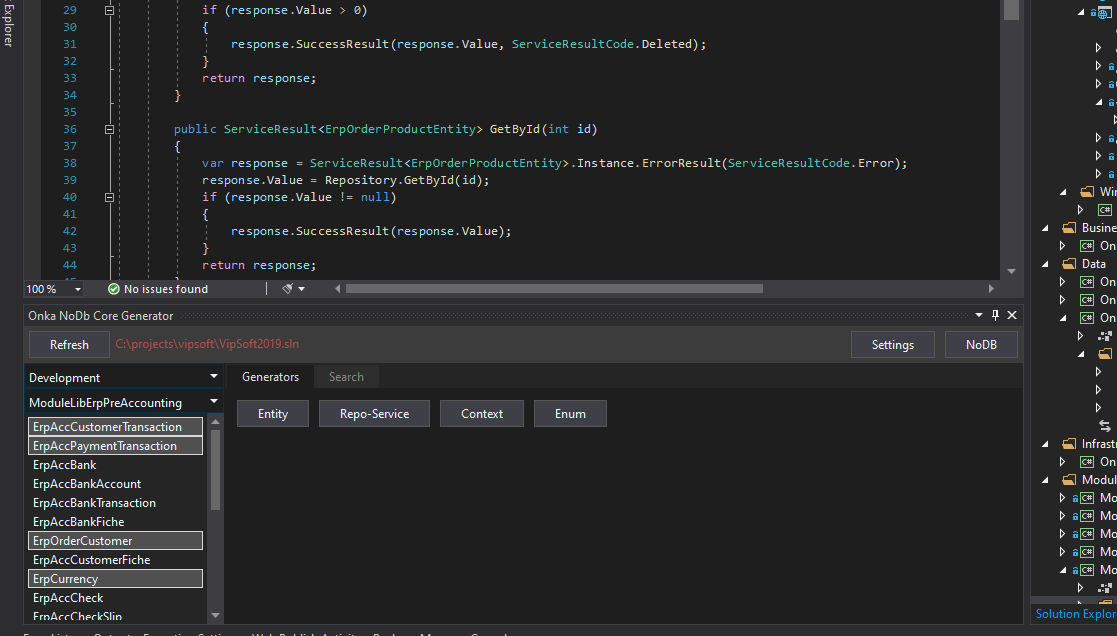 Explorer
29 if (response.Value > 0)
30 {
31 response.SuccessResult(response.Value, ServiceResultCode.Deleted);
32 }
33 return response;
34 }
35
36 public ServiceResult<ErpOrderProductEntity> GetById(int id)
37 {
38 var response = ServiceResult<ErpOrderProductEntity>.Instance.ErrorResult(ServiceResultCode.Error);
39 response.Value = Repository.GetById(id);
40 if (response.Value != null)
41 {
42 response.SuccessResult(response.Value);
43 }
44 return response;
100 % No issues found
Onka NoDb Core Generator
Refresh C:\projects\vipsoft\VipSoft2019.sln Settings NoDB
Development Generators Search
ModuleLibErpPreAccounting
Entity Repo-Service Context Enum
ErpAccCustomerTransaction
ErpAccPaymentTransaction
ErpAccBank
ErpAccBankAccount
ErpAccBankTransaction
ErpAccBankFiche
ErpOrderCustomer
ErpAccCustomerFiche
ErpCurrency
ErpAccCheck
ErpAccCheckSlip
Win
C#
Busine
C# On
Data
C# On
C# On
C# On
Infrast
C# On
Modul
C# Mo
C# Mo
C# Mo
C# Mo
C# Mo
Solution Explor